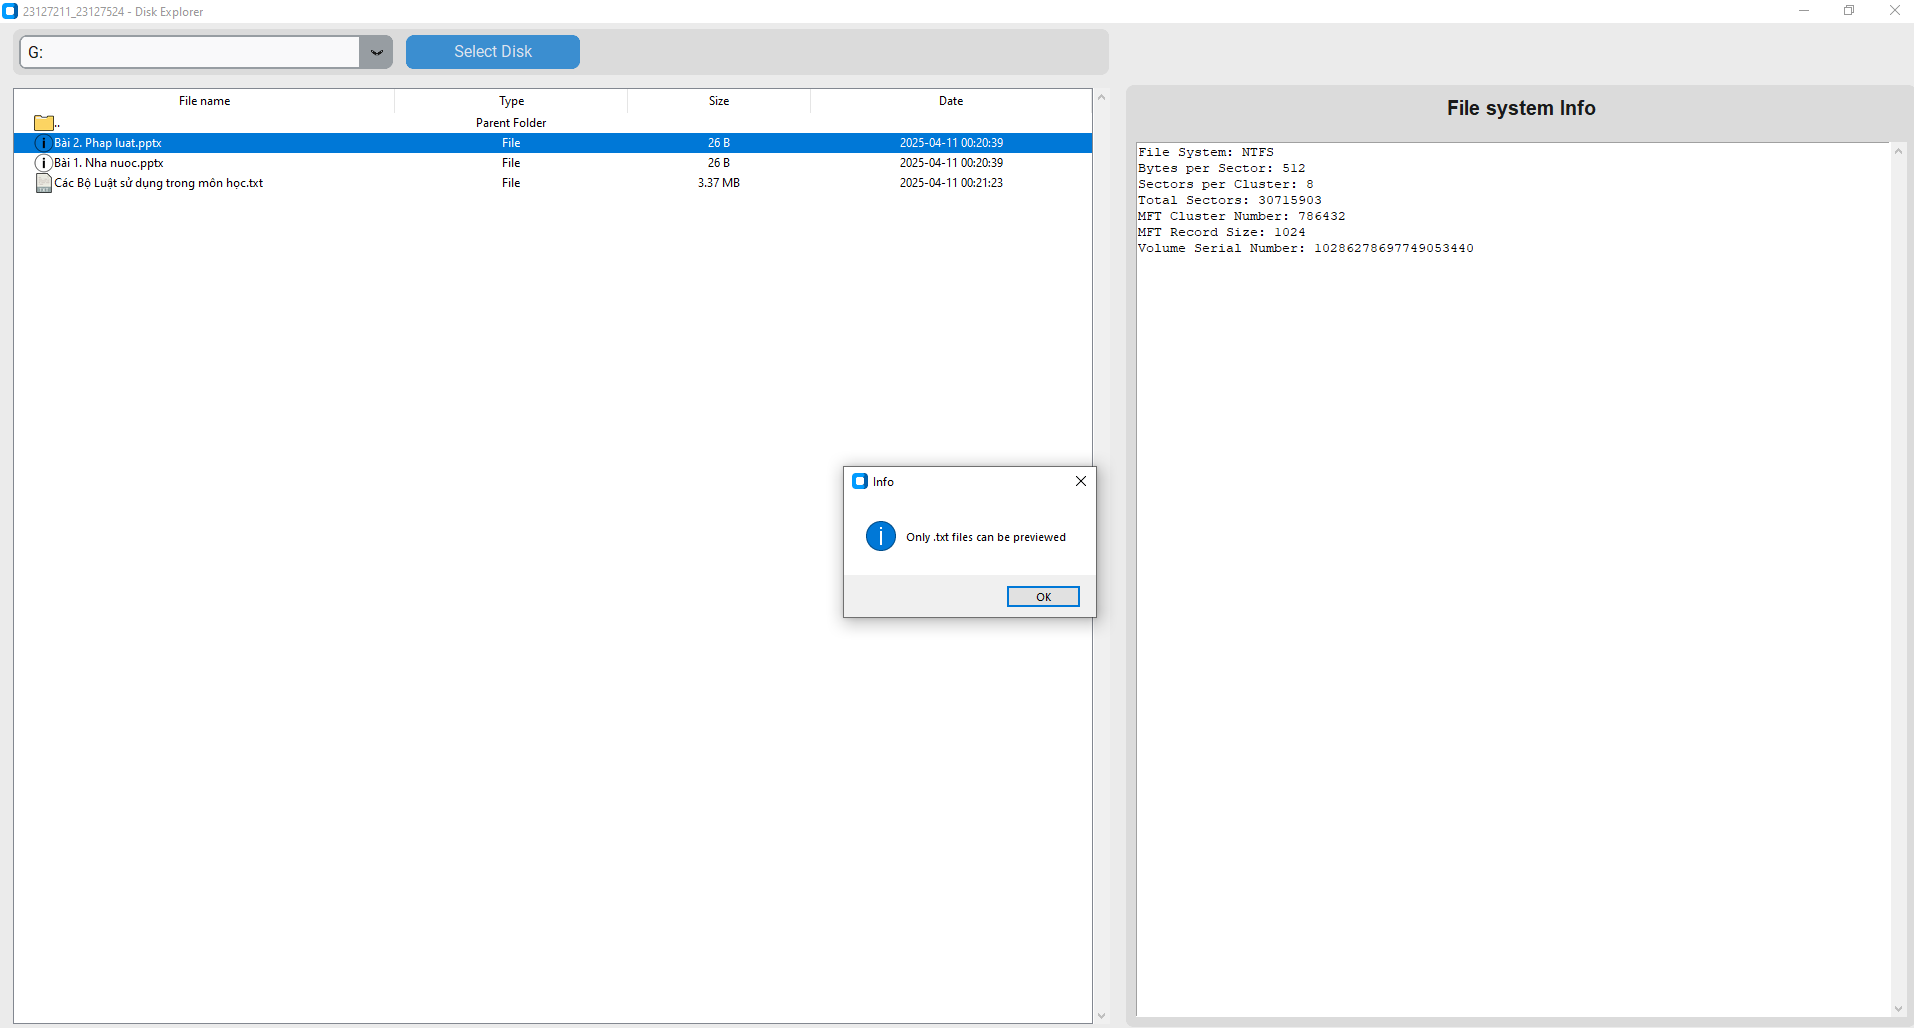 23127211_23127524 - Disk Explorer
G:
Select Disk
File name Type Size Date
.. Parent Folder
Bài 2. Phap luat.pptx File 26 B 2025-04-11 00:20:39
Bài 1. Nha nuoc.pptx File 26 B 2025-04-11 00:20:39
Các Bộ Luật sử dụng trong môn học.txt File 3.37 MB 2025-04-11 00:21:23
Info
Only .txt files can be previewed
OK
File system Info
File System: NTFS
Bytes per Sector: 512
Sectors per Cluster: 8
Total Sectors: 30715903
MFT Cluster Number: 786432
MFT Record Size: 1024
Volume Serial Number: 10286278697749053440